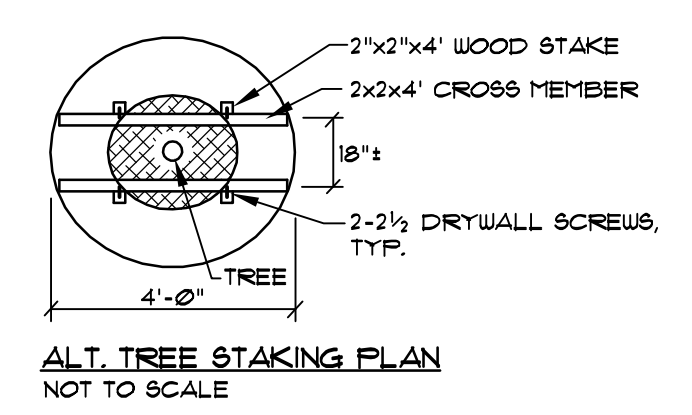 2"x2"x4' WOOD STAKE
2x2x4' CROSS MEMBER
18"±
2-2½ DRYWALL SCREWS,
TYP.
TREE
4'-0"
ALT. TREE STAKING PLAN
NOT TO SCALE